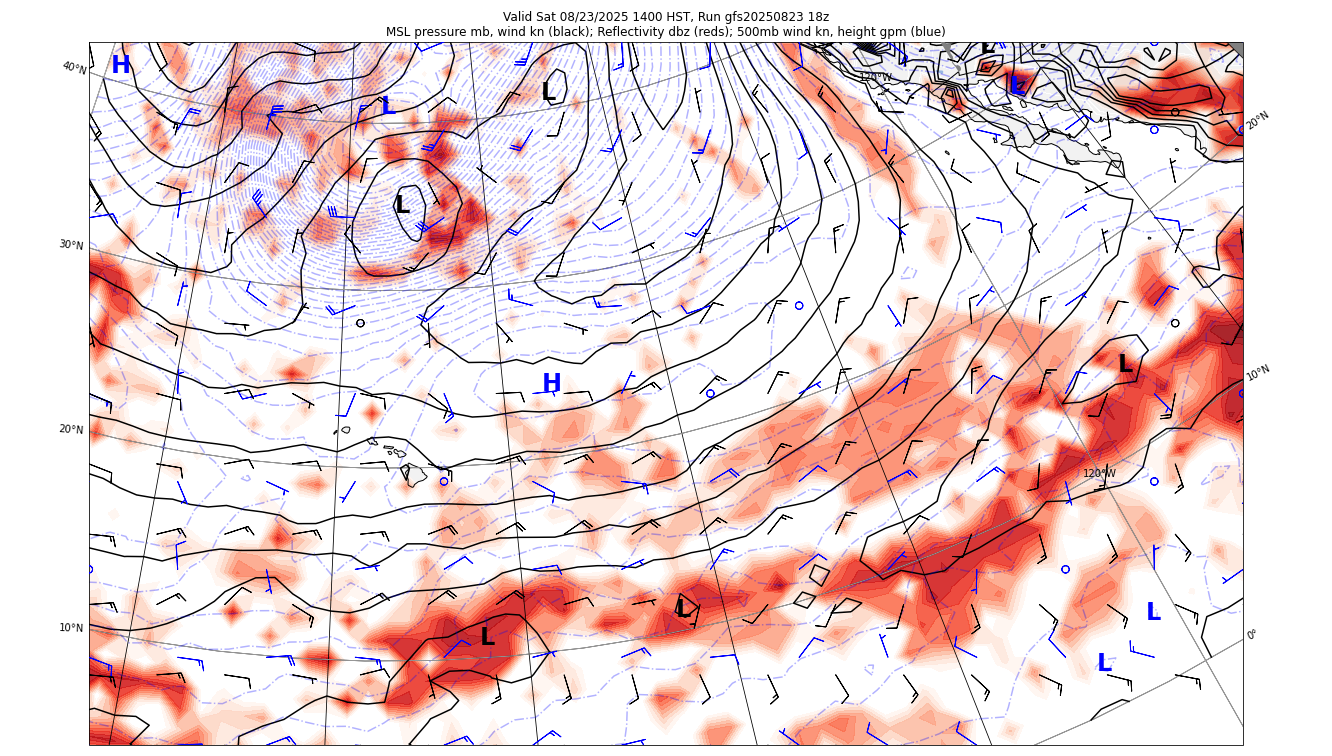 Valid Sat 08/23/2025 1400 HST, Run gfs20250823 18z
MSL pressure mb, wind kn (black); Reflectivity dbz (reds); 500mb wind kn, height gpm (blue)
L
40°N
H
120°W
L
L
L
20°N
L
30°N
L
10°N
H
20°N
120°W
L
L
10°N
L
0°
L